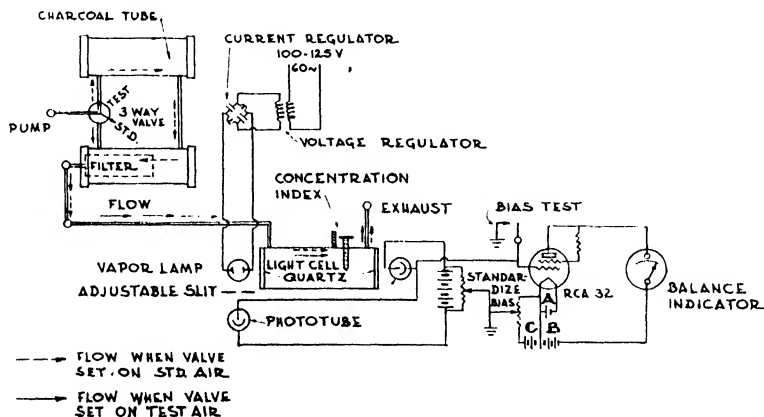 CHARCOAL TUBE
CURRENT REGULATOR
100-125 V
60~
TEST
3 WAY
VALVE
STD.
PUMP
VOLTAGE REGULATOR
FILTER
CONCENTRATION
INDEX
FLOW
EXHAUST
BIAS TEST
VAPOR LAMP
LIGHT CELL
QUARTZ
ADJUSTABLE SLIT
STANDAR-
DIZE
BIAS
RCA 32
A
BALANCE
INDICATOR
C B
PHOTOTUBE
FLOW WHEN VALVE
SET. ON STD. AIR
FLOW WHEN VALVE
SET ON TEST AIR